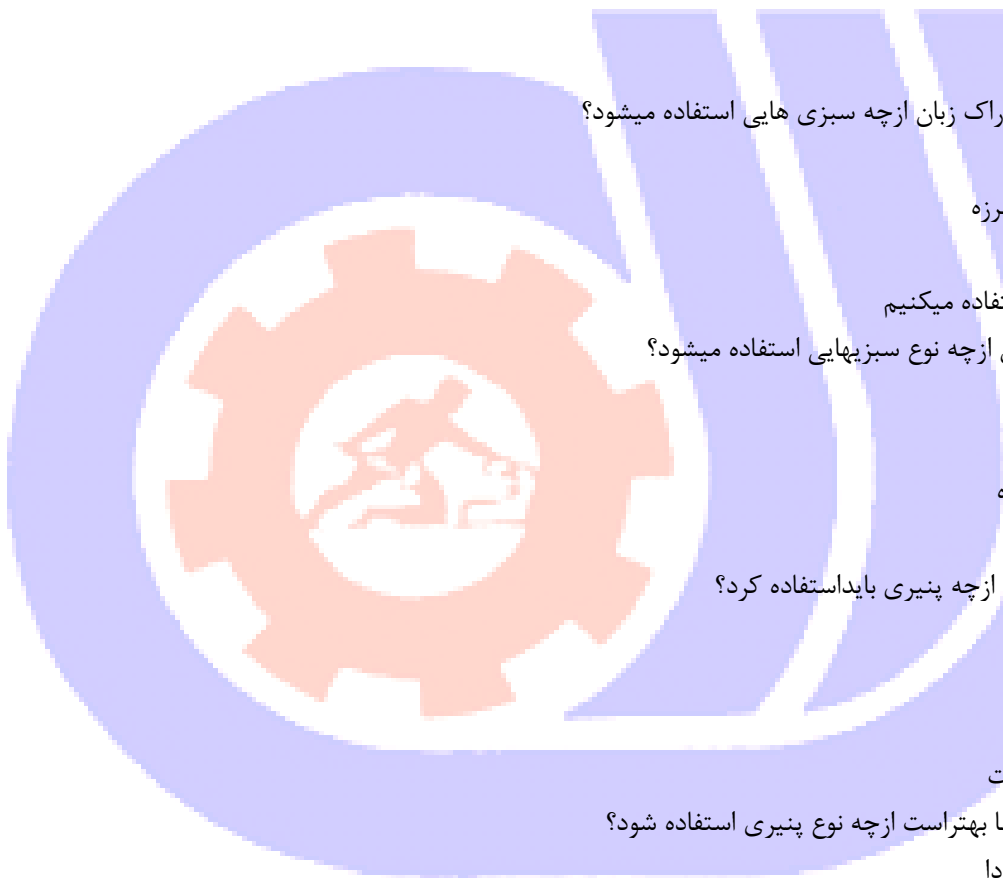 راک زبان ازچه سبزی هایی استفاده میشود؟
رزه
تفاده میکنیم
ازچه نوع سبزیهایی استفاده میشود؟
ه
ازچه پنیری بایداستفاده کرد؟
ت
ا بهتراست ازچه نوع پنیری استفاده شود؟
دا